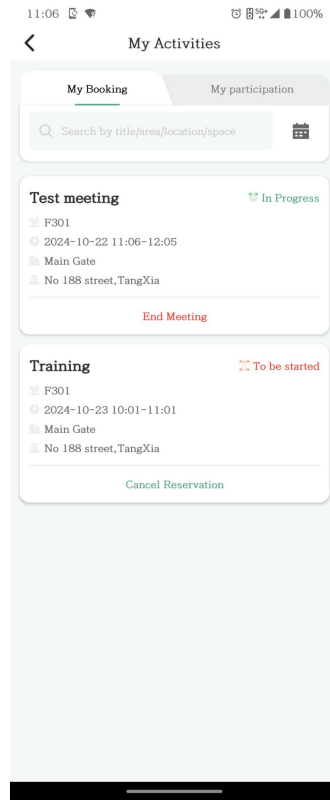 11:06 5G+ 100%
My Activities
My Booking My participation
Search by title/area/location/space
Test meeting In Progress
F301
2024-10-22 11:06-12:05
Main Gate
No 188 street,TangXia
End Meeting
Training To be started
F301
2024-10-23 10:01-11:01
Main Gate
No 188 street,TangXia
Cancel Reservation